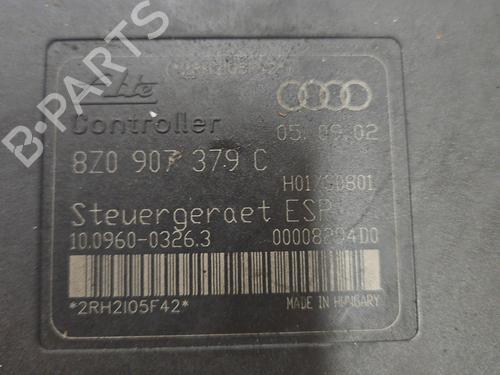 B-PARTS
Ate
Controller
05.09.02
8Z0 907 379 C
H01/SD801
Steuergeraet ESP
10.0960-0326.3
00008294D0
*2RH2I05F42*
MADE IN HUNGARY